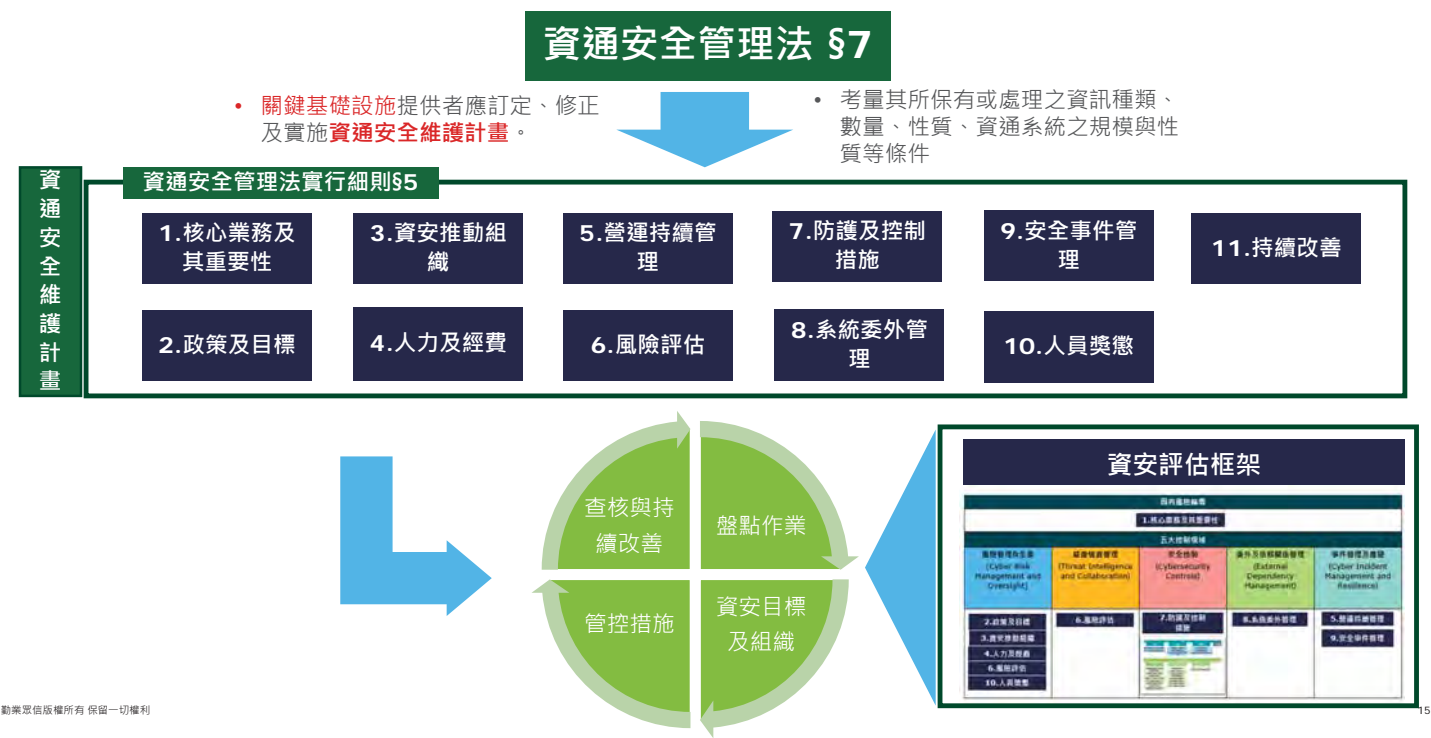 資通安全管理法 §7
• 關鍵基礎設施提供者應訂定、修正
及實施資通安全維護計畫。
• 考量其所保有或處理之資訊種類、
數量、性質、資通系統之規模與性
質等條件
資通安全維護計畫
資通安全管理法實行細則§5
1.核心業務及
其重要性
3.資安推動組
織
5.營運持續管
理
7.防護及控制
措施
9.安全事件管
理
11.持續改善
2.政策及目標
4.人力及經費
6.風險評估
8.系統委外管
理
10.人員獎懲
查核與持
續改善
盤點作業
管控措施
資安目標
及組織
資安評估框架
1.核心業務及其重要性
五大控制領域
(Cyber Risk
Management and
Oversight)
(Threat Intelligence
and Collaboration)
安全控制
(Cybersecurity
Controls)
(External
Dependency
Management)
(Cyber Incident
Management and
Resilience)
2.政策及目標
3.資安推動組織
4.人力及經費
6.風險評估
10.人員獎懲
6.風險評估
7.防護及控制
措施
8.系統委外管理
5.營運持續管理
9.安全事件管理
勤業眾信版權所有 保留一切權利
15